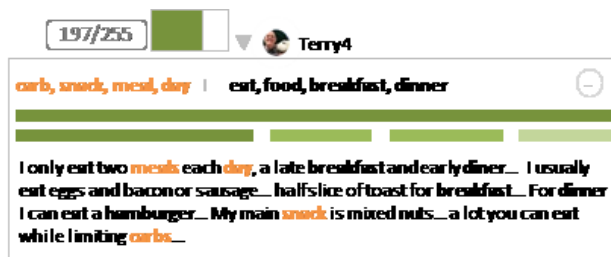 197/255
Terry4
carb, snack, meal, day | eat, food, breakfast, dinner
I only eat two meals each day, a late breakfast and early diner... I usually
eat eggs and bacon or sausage... half slice of toast for breakfast... For dinner
I can eat a hamburger... My main snack is mixed nuts... a lot you can eat
while limiting carbs...